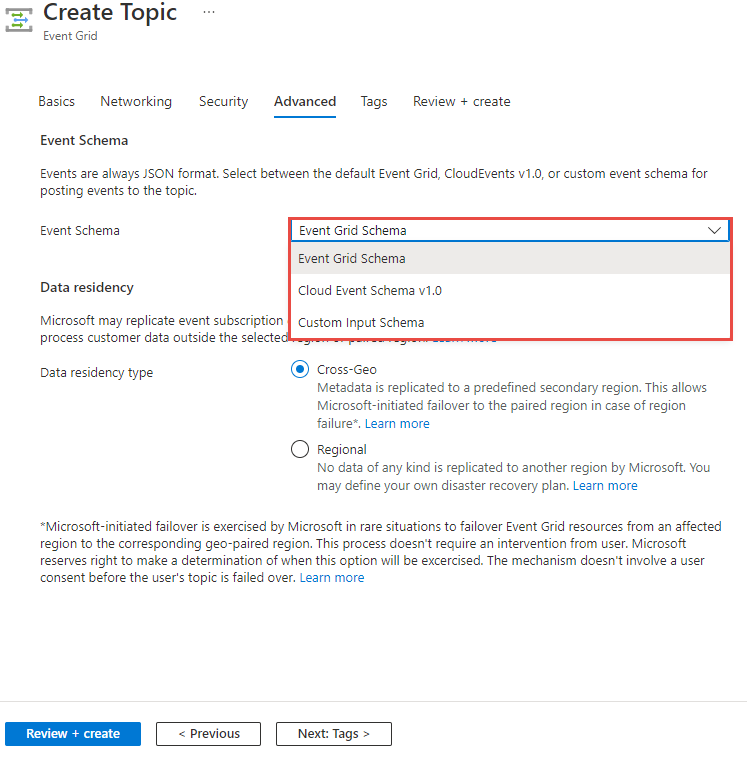 Create Topic ...
Event Grid
Basics Networking Security Advanced Tags Review + create
Event Schema
Events are always JSON format. Select between the default Event Grid, CloudEvents v1.0, or custom event schema for
posting events to the topic.
Event Schema
Event Grid Schema
Event Grid Schema
Cloud Event Schema v1.0
Custom Input Schema
Data residency
Microsoft may replicate event subscription
process customer data outside the selected
Data residency type
Cross-Geo
Metadata is replicated to a predefined secondary region. This allows
Microsoft-initiated failover to the paired region in case of region
failure*. Learn more
Regional
No data of any kind is replicated to another region by Microsoft. You
may define your own disaster recovery plan. Learn more
*Microsoft-initiated failover is exercised by Microsoft in rare situations to failover Event Grid resources from an affected
region to the corresponding geo-paired region. This process doesn't require an intervention from user. Microsoft
reserves right to make a determination of when this option will be excercised. The mechanism doesn't involve a user
consent before the user's topic is failed over. Learn more
Review + create
< Previous
Next: Tags >